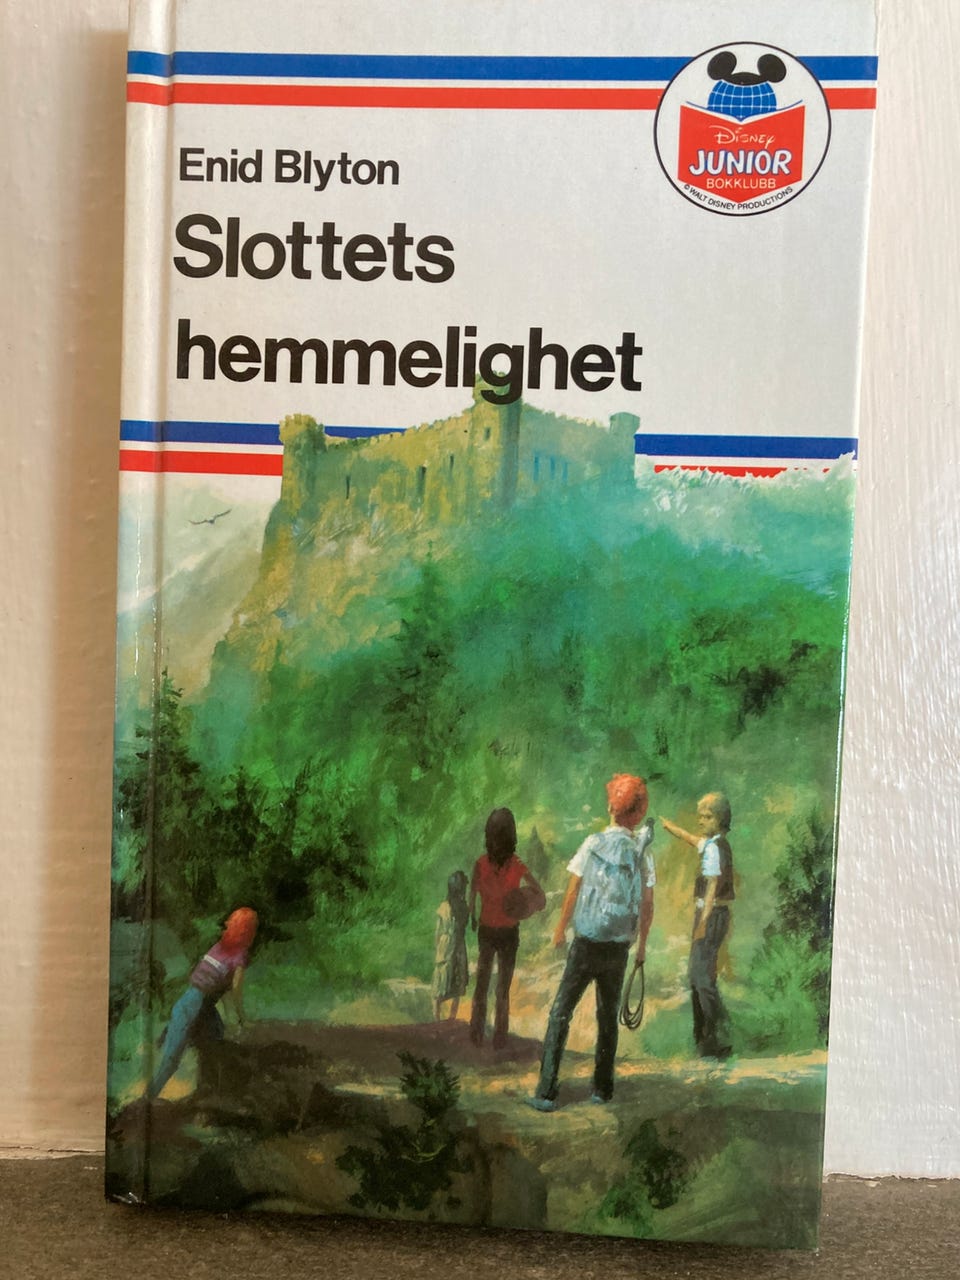 Disney
JUNIOR
BOKKLUBB
© WALT DISNEY PRODUCTIONS
Enid Blyton
Slottets
hemmelighet